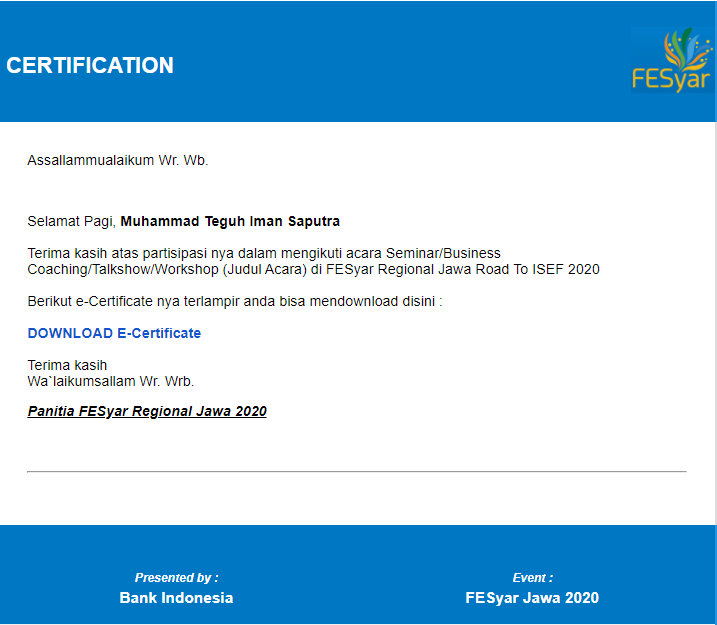 CERTIFICATION
FESyar
Assallammualaikum Wr. Wb.
Selamat Pagi, Muhammad Teguh Iman Saputra
Terima kasih atas partisipasi nya dalam mengikuti acara Seminar/Business
Coaching/Talkshow/Workshop (Judul Acara) di FESyar Regional Jawa Road To ISEF 2020
Berikut e-Certificate nya terlampir anda bisa mendownload disini :
DOWNLOAD E-Certificate
Terima kasih
Wa`laikumsallam Wr. Wrb.
Panitia FESyar Regional Jawa 2020
Presented by :
Bank Indonesia
Event :
FESyar Jawa 2020